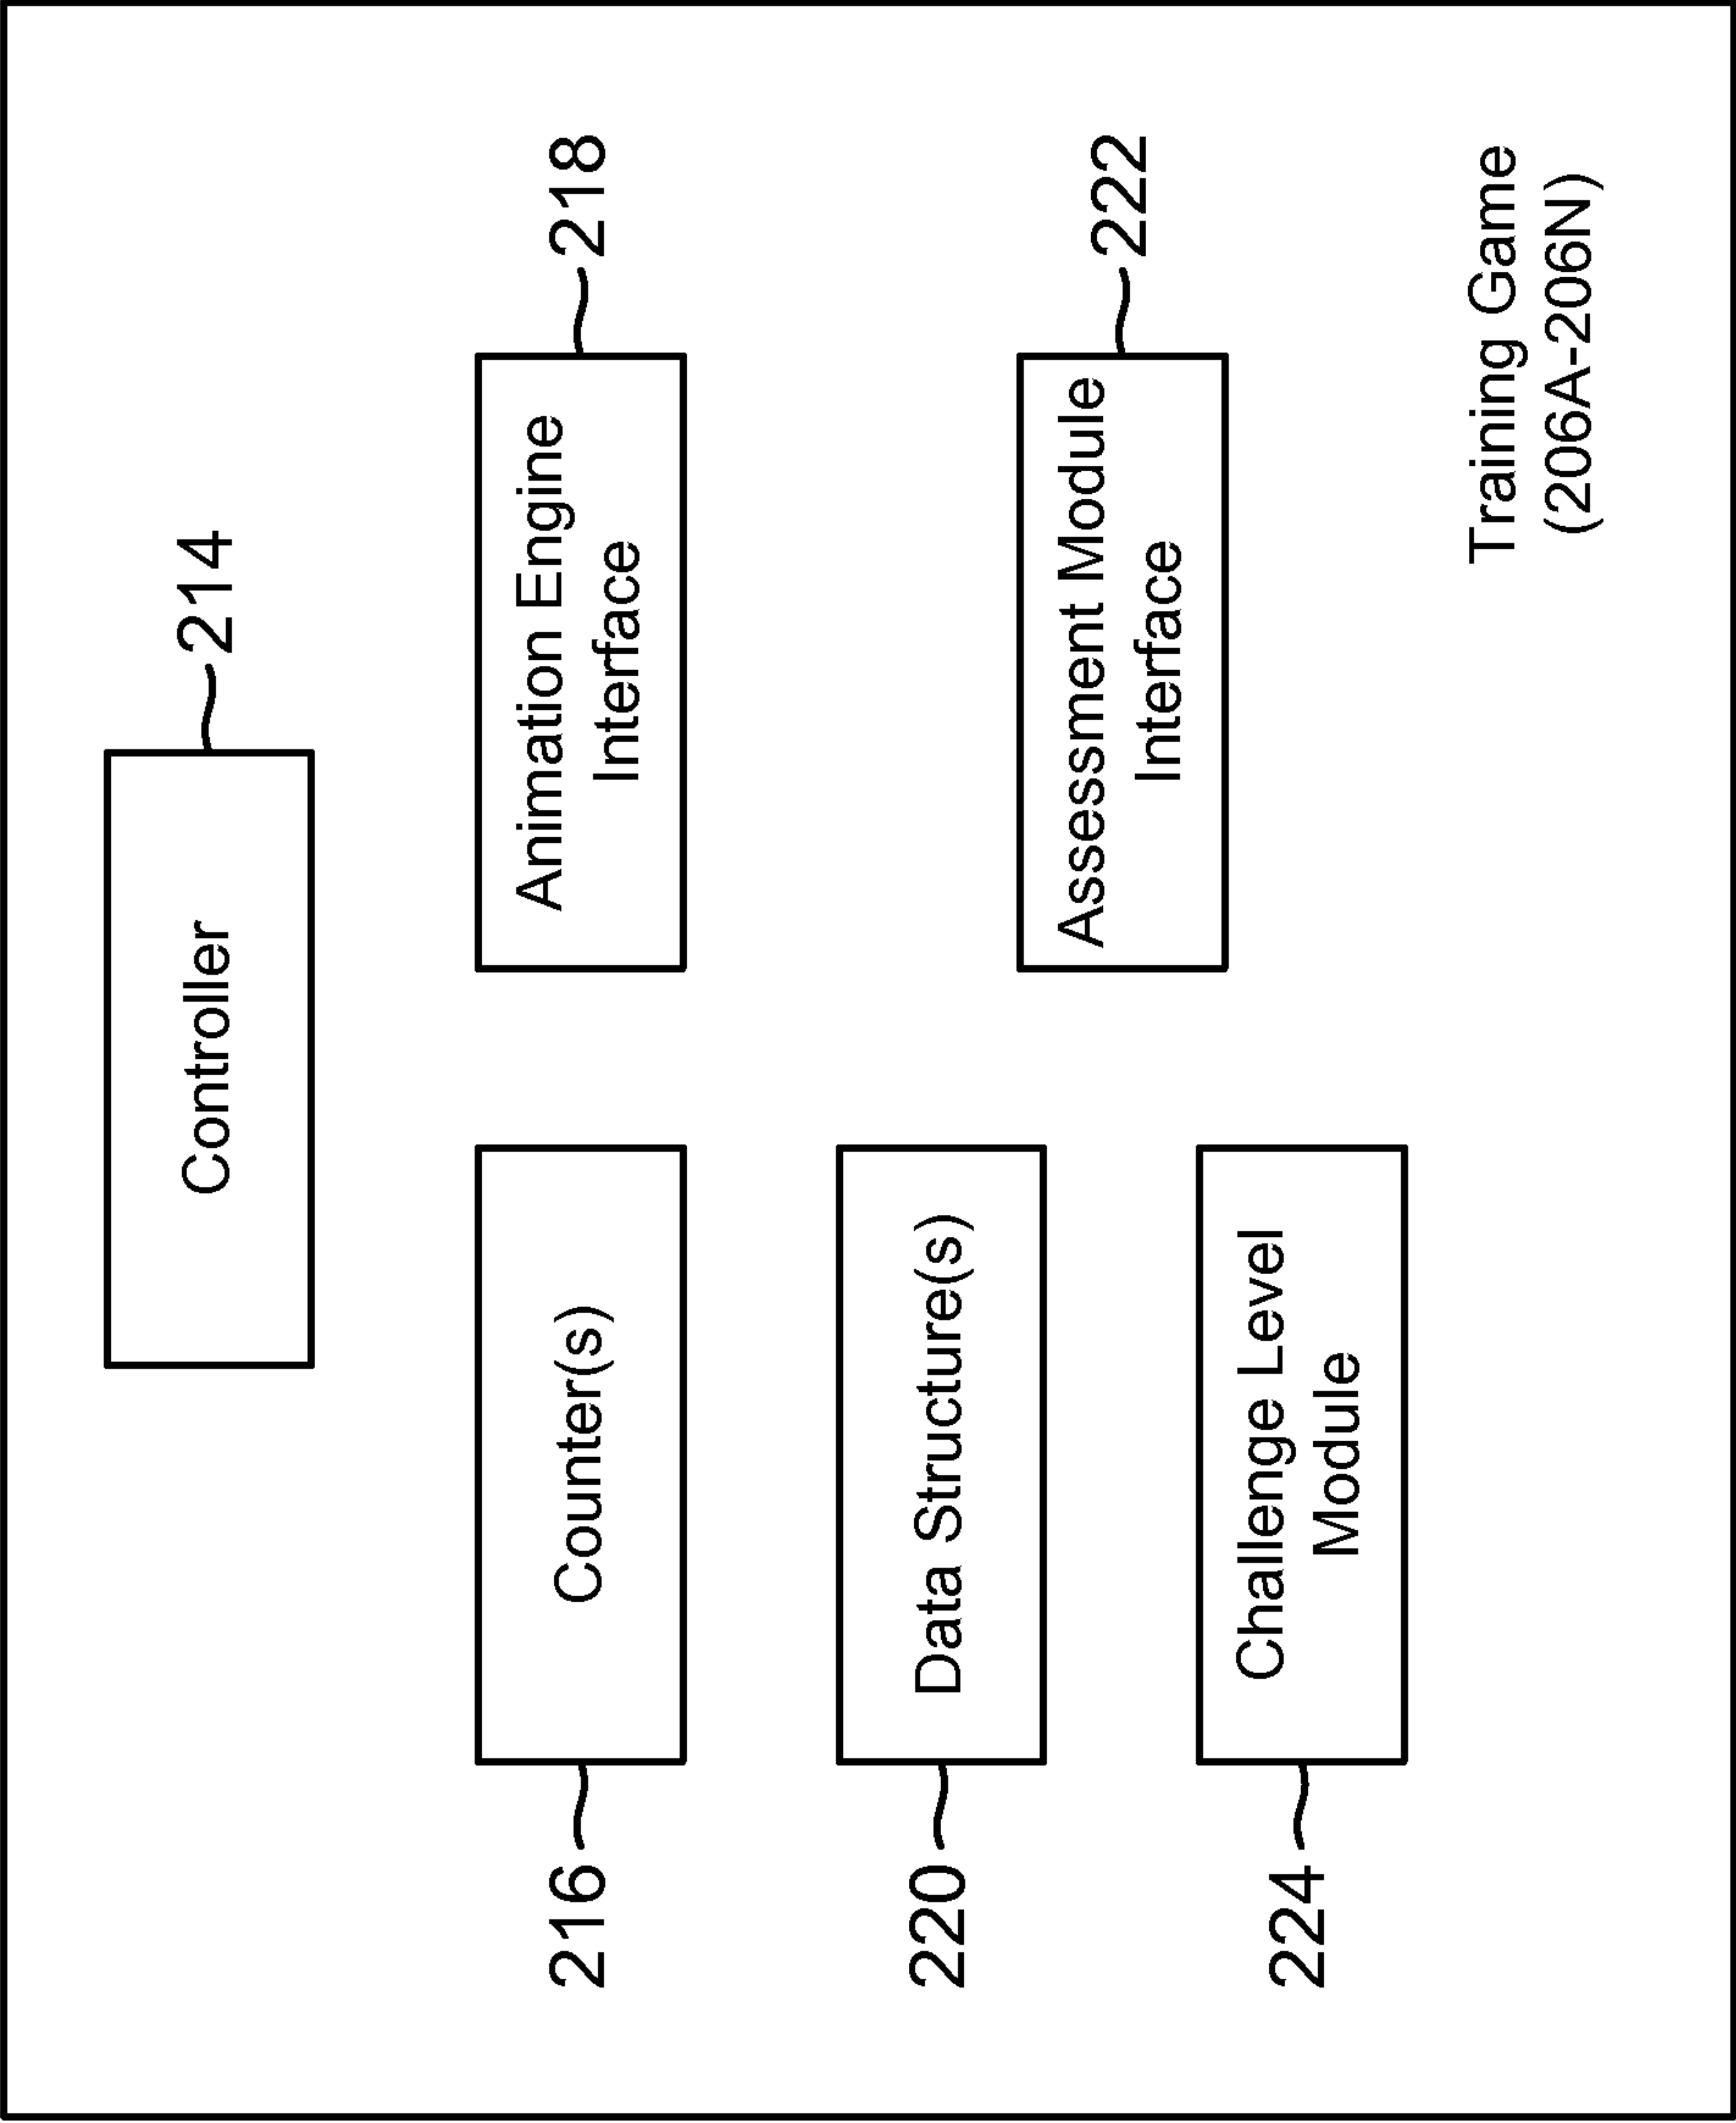 Controller
214
216
Counter(s)
Animation Engine
Interface
218
220
Data Structure(s)
Assessment Module
Interface
222
224
Challenge Level
Module
Training Game
(206A-206N)